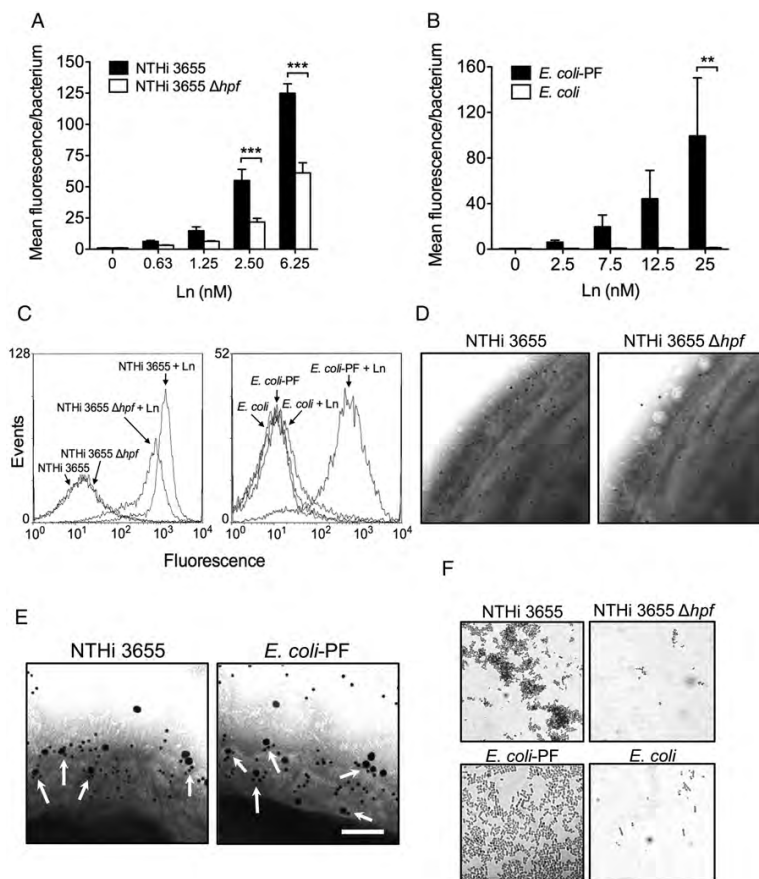 A
NTHi 3655
NTHi 3655 Δhpf
Mean fluorescence/bacterium
150
125
100
75
50
25
0
***
***
0 0.63 1.25 2.50 6.25
Ln (nM)
B
E. coli-PF
E. coli
Mean fluorescence/bacterium
160
120
80
40
0
**
0 2.5 7.5 12.5 25
Ln (nM)
C
128
0
Events
NTHi 3655 + Ln
NTHi 3655 Δhpf + Ln
NTHi 3655
NTHi 3655 Δhpf
10⁰ 10¹ 10² 10³ 10⁴
52
0
E. coli-PF
E. coli-PF + Ln
E. coli
E. coli + Ln
10⁰ 10¹ 10² 10³ 10⁴
Fluorescence
D
NTHi 3655
NTHi 3655 Δhpf
E
NTHi 3655
E. coli-PF
F
NTHi 3655
NTHi 3655 Δhpf
E. coli-PF
E. coli